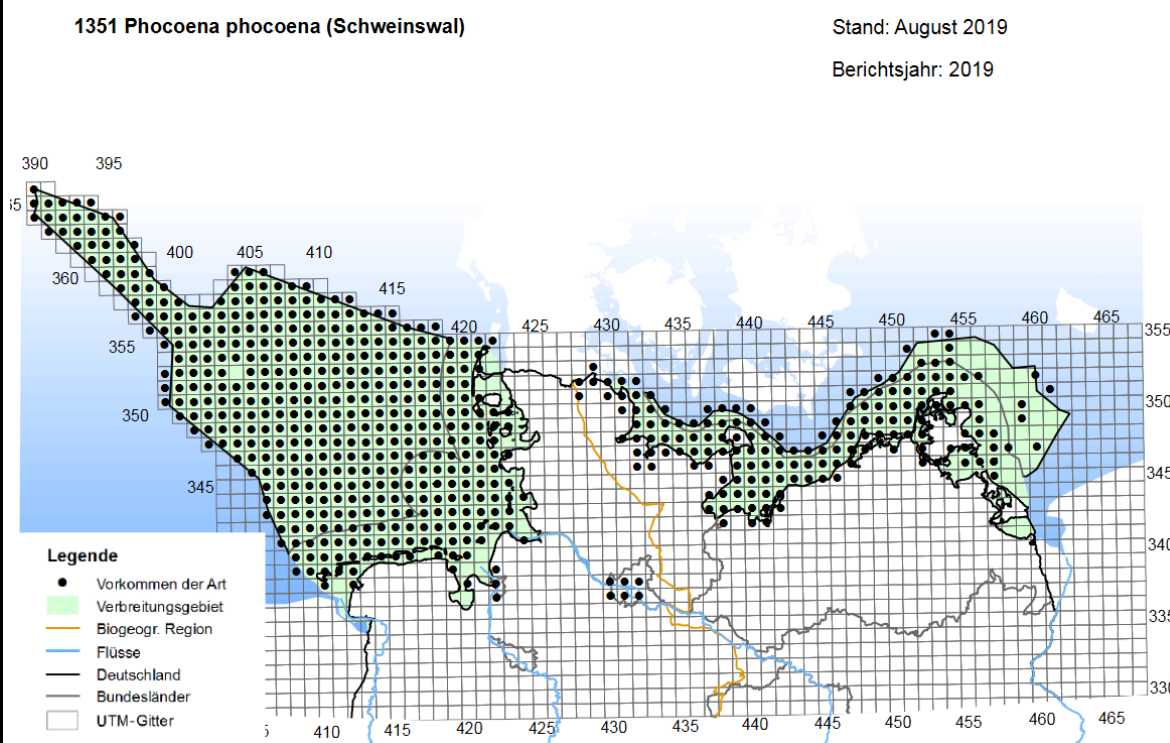 1351 Phocoena phocoena (Schweinswal)
Stand: August 2019
Berichtsjahr: 2019
390 395
400 405 410
360
415
420 425 430 435 440 445 450 455 460 465
355 355
350 350
345 345
340
335
330
Legende
Vorkommen der Art
Verbreitungsgebiet
Biogeogr. Region
Flüsse
Deutschland
Bundesländer
UTM-Gitter
5 410 415 420 425 430 435 440 445 450 455 460 465